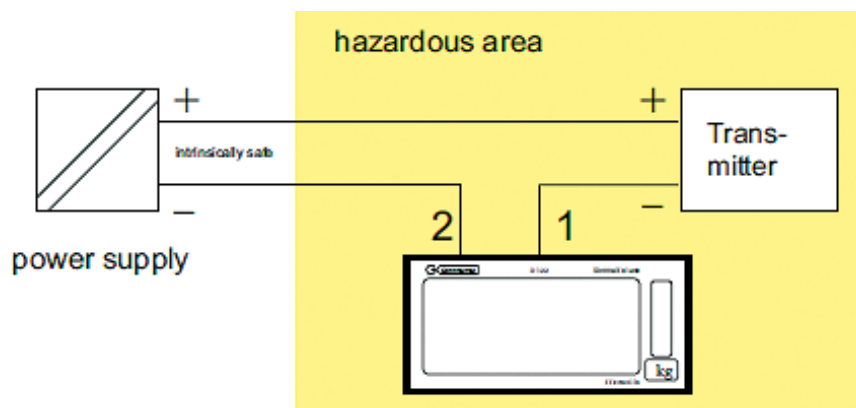 hazardous area
+
+
intrinsically safe
Trans-
mitter
−
−
2
1
power supply
kg